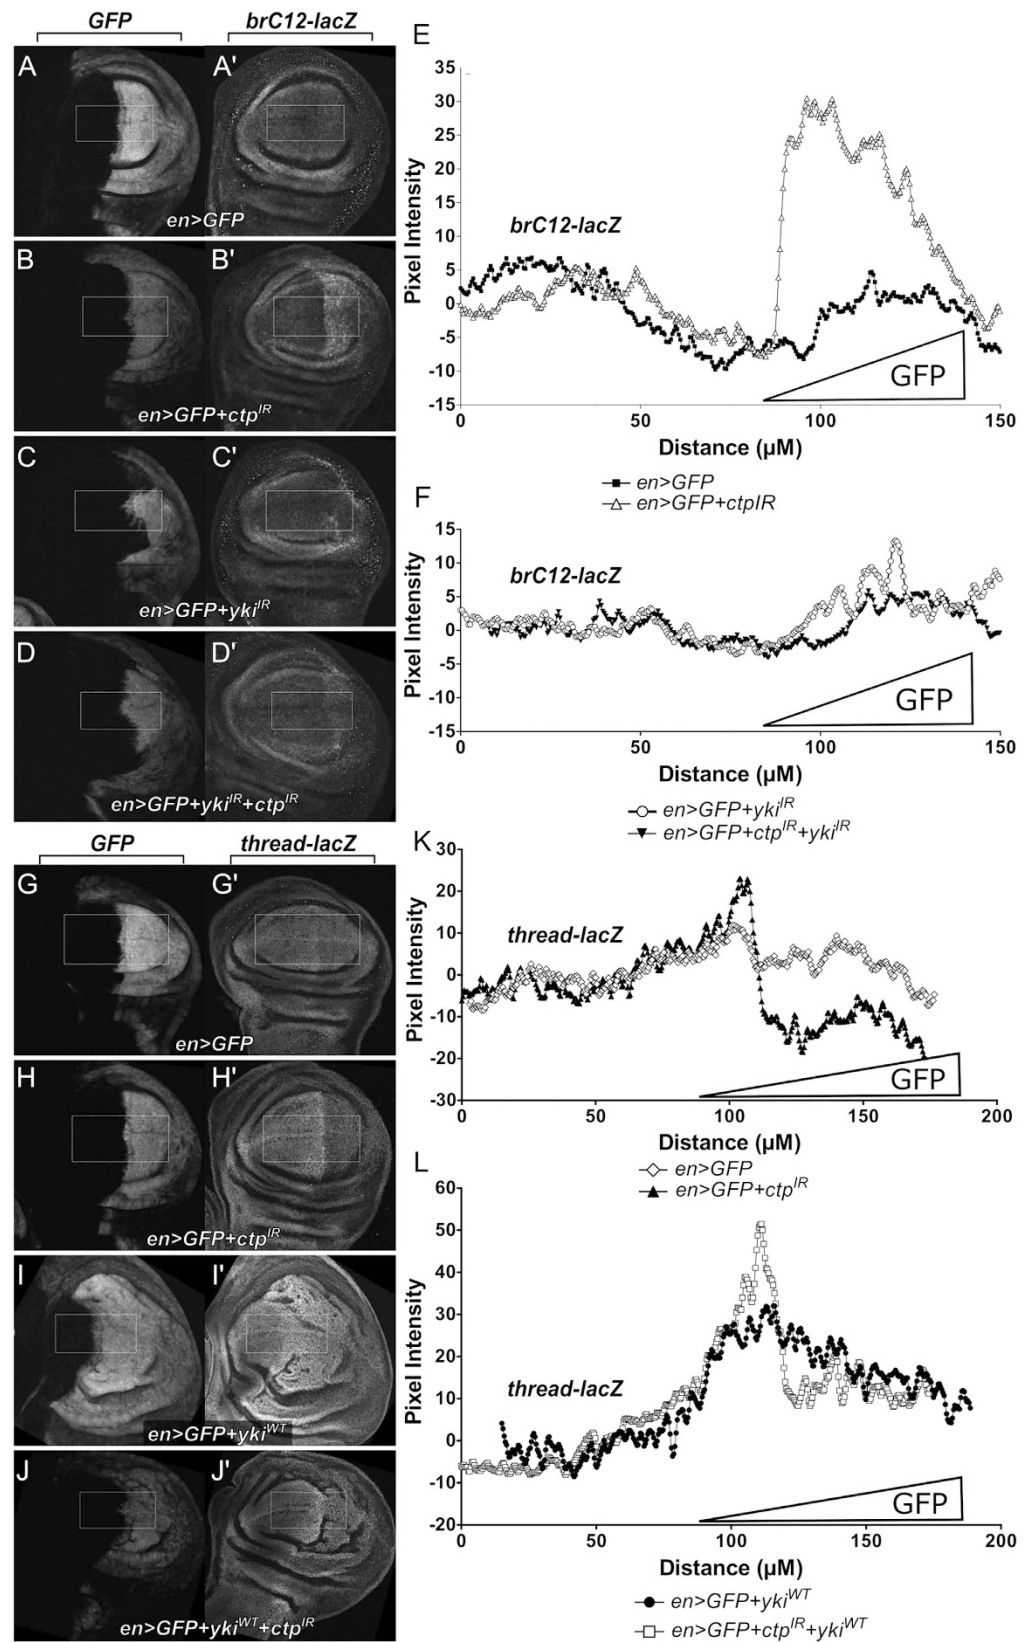 GFP brC12-lacZ
A A'
en>GFP
B B'
en>GFP+ctp^IR
C C'
en>GFP+yki^IR
D D'
en>GFP+yki^IR+ctp^IR
GFP thread-lacZ
G G'
en>GFP
H H'
en>GFP+ctp^IR
I I'
en>GFP+yki^WT
J J'
en>GFP+yki^WT+ctp^IR
E
35
30
25
20
15
10
5
0
-5
-10
-15
Pixel Intensity
brC12-lacZ
GFP
0 50 100 150
Distance (µM)
en>GFP
en>GFP+ctpIR
F
15
10
5
0
-5
-10
-15
Pixel Intensity
brC12-lacZ
GFP
0 50 100 150
en>GFP+yki^IR
en>GFP+ctp^IR+yki^IR
K
30
20
10
0
-10
-20
-30
Pixel Intensity
thread-lacZ
GFP
0 50 100 150 200
Distance (µM)
en>GFP
en>GFP+ctp^IR
L
60
50
40
30
20
10
0
-10
-20
Pixel Intensity
thread-lacZ
GFP
0 50 100 150 200
Distance (µM)
en>GFP+yki^WT
en>GFP+ctp^IR+yki^WT